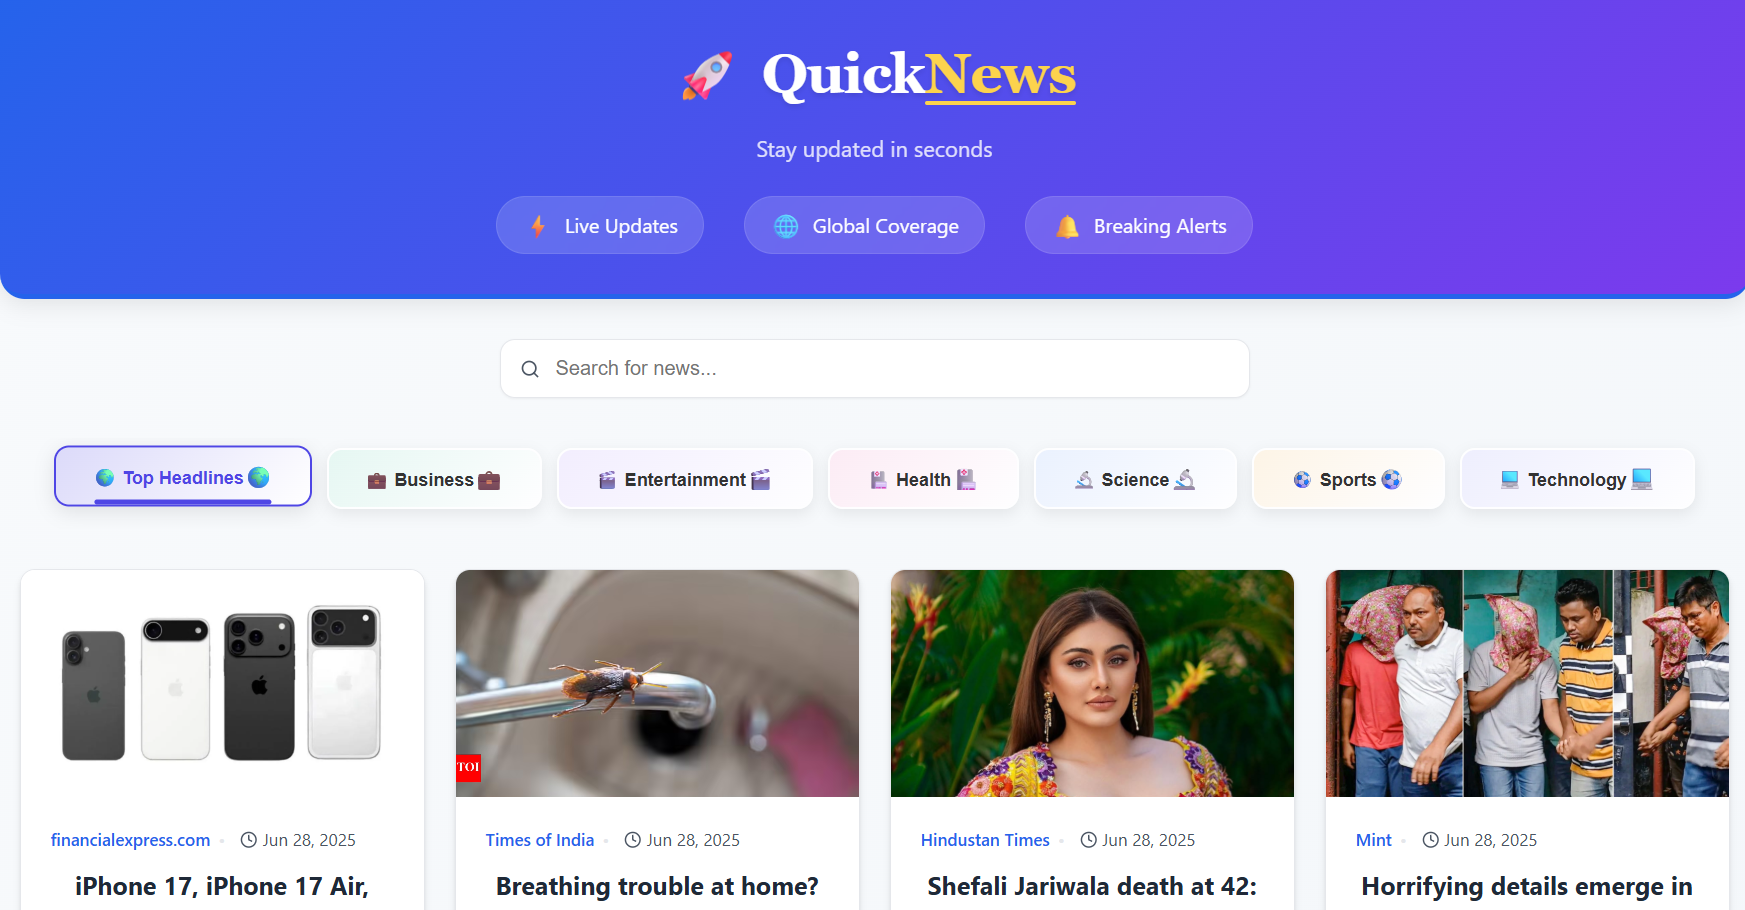 QuickNews
Stay updated in seconds
Live Updates
Global Coverage
Breaking Alerts
Search for news...
Top Headlines
Business
Entertainment
Health
Science
Sports
Technology
TOI
financialexpress.com • Jun 28, 2025
iPhone 17, iPhone 17 Air,
Times of India • Jun 28, 2025
Breathing trouble at home?
Hindustan Times • Jun 28, 2025
Shefali Jariwala death at 42:
Mint • Jun 28, 2025
Horrifying details emerge in